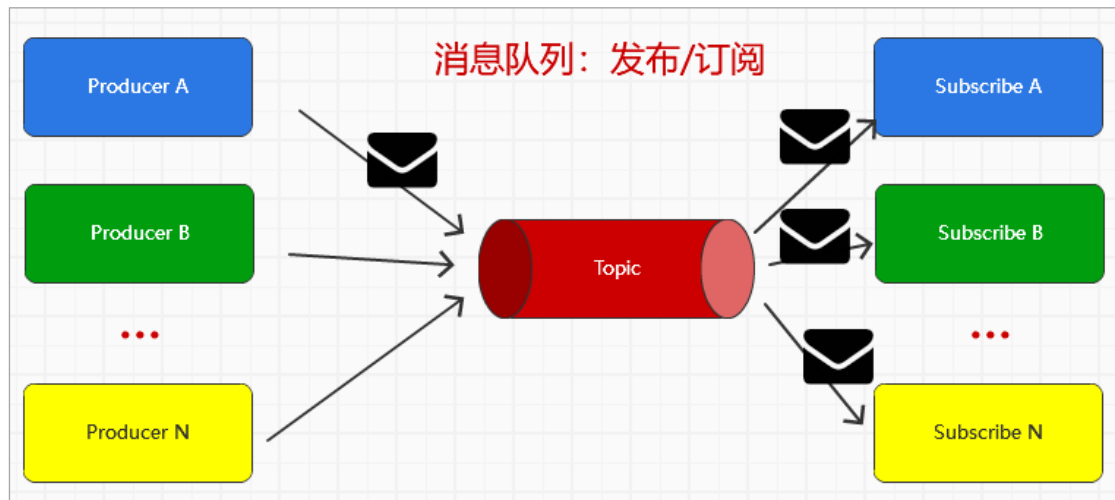 消息队列：发布/订阅
Producer A
Subscribe A
Producer B
Topic
Subscribe B
...
...
Producer N
Subscribe N